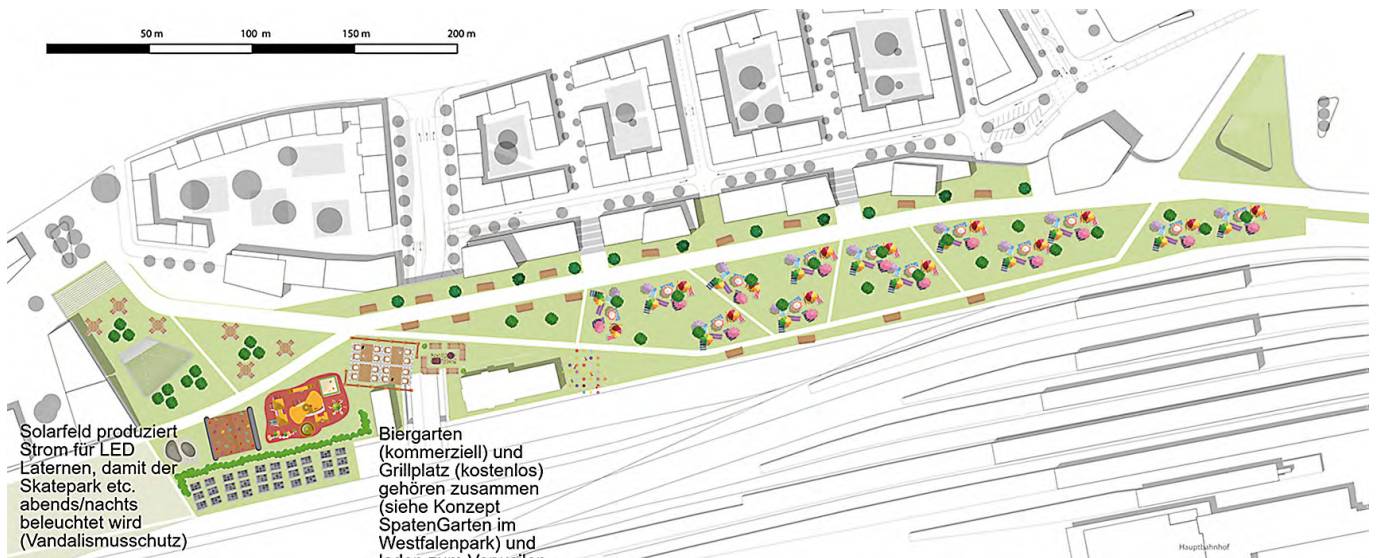 50 m
100 m
150 m
200 m
Solarfeld produziert
Strom für LED
Laternen, damit der
Skatepark etc.
abends/nachts
beleuchtet wird
(Vandalismusschutz)
Biergarten
(kommerziell) und
Grillplatz (kostenlos)
gehören zusammen
(siehe Konzept
SpatenGarten im
Westfalenpark) und
Hauptbahnhof